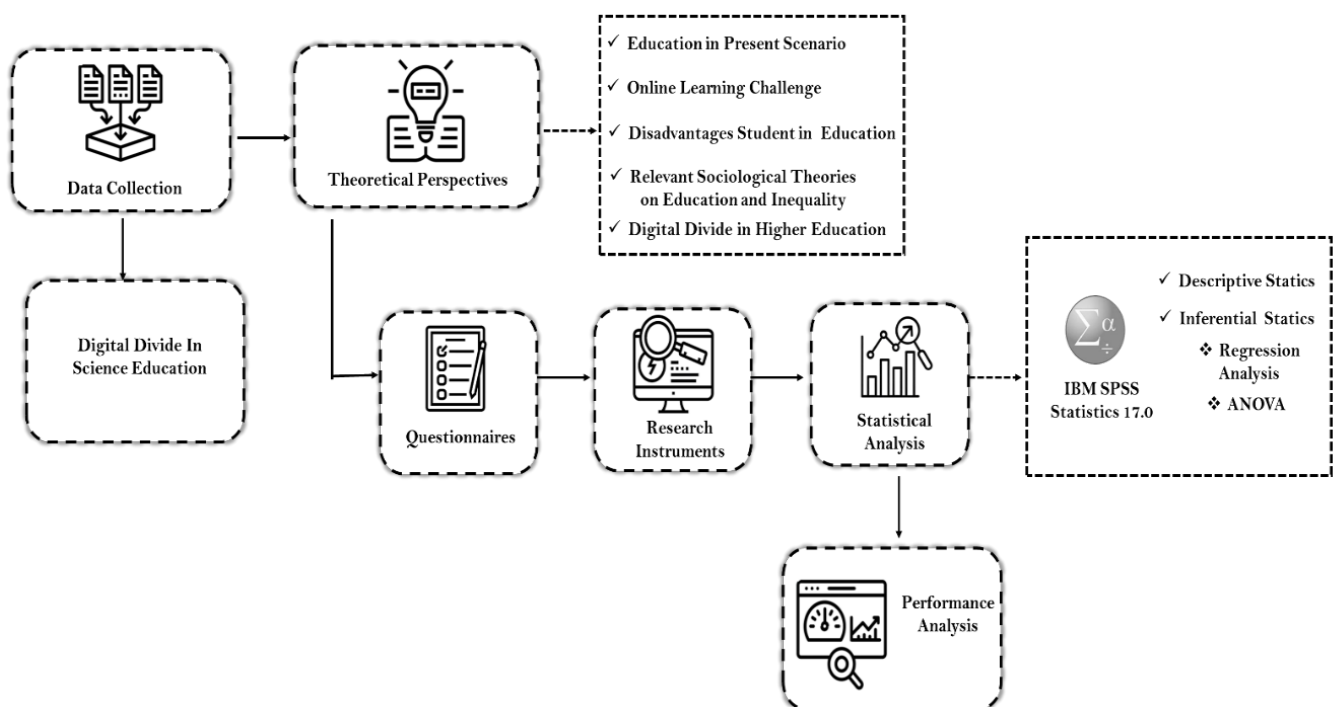 Data Collection
Theoretical Perspectives
✓ Education in Present Scenario
✓ Online Learning Challenge
✓ Disadvantages Student in Education
✓ Relevant Sociological Theories
on Education and Inequality
✓ Digital Divide in Higher Education
Digital Divide In
Science Education
Questionnaires
Research
Instruments
Statistical
Analysis
Σ α ÷
IBM SPSS
Statistics 17.0
✓ Descriptive Statics
✓ Inferential Statics
❖ Regression
Analysis
❖ ANOVA
Performance
Analysis